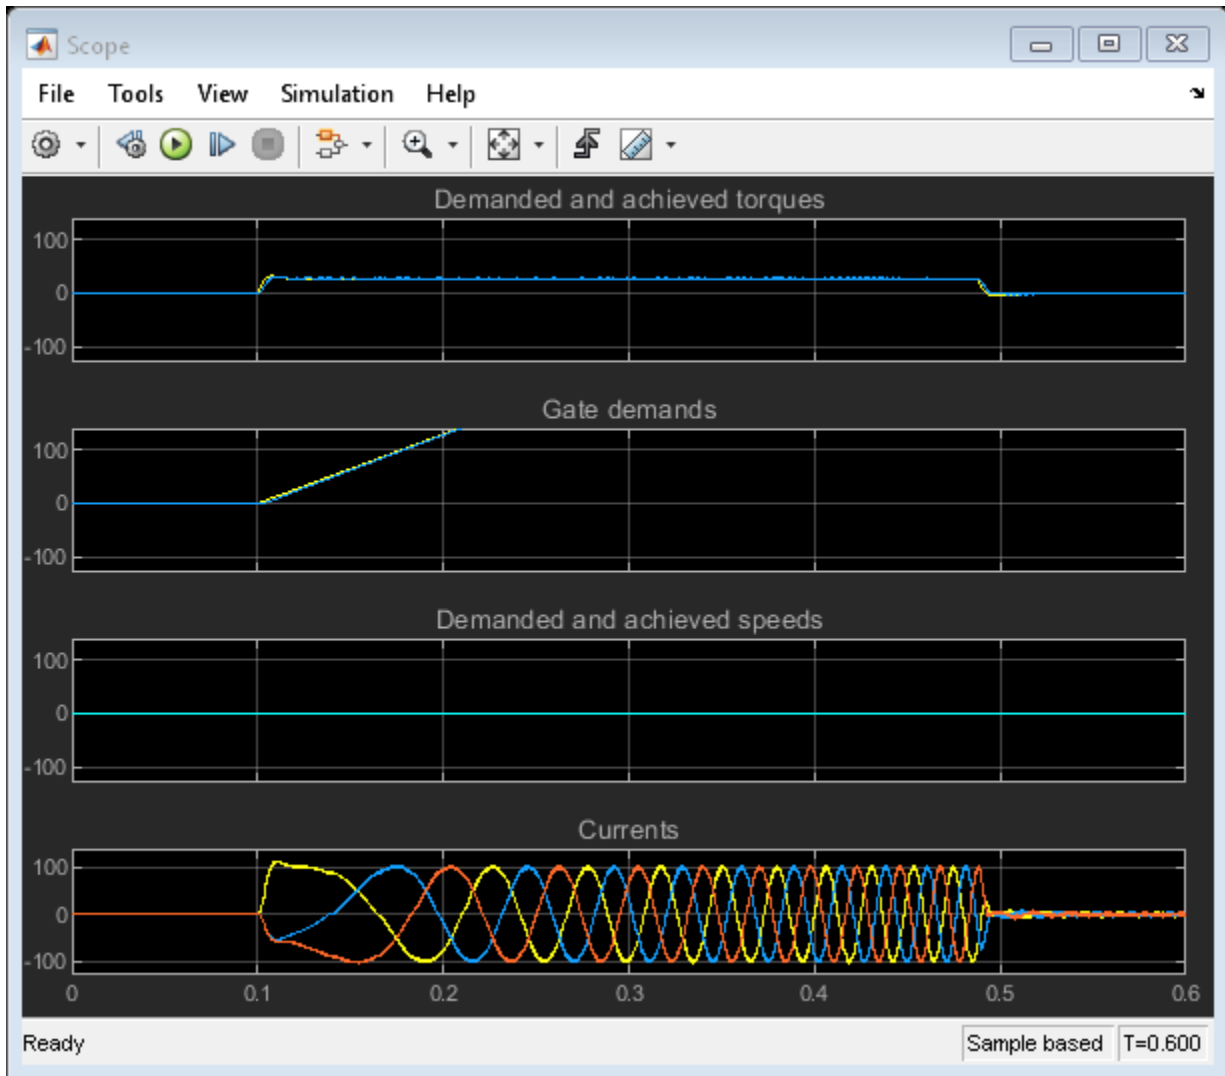 Scope
File Tools View Simulation Help
Demanded and achieved torques
100
0
-100
Gate demands
100
0
-100
Demanded and achieved speeds
100
0
-100
Currents
100
0
-100
0 0.1 0.2 0.3 0.4 0.5 0.6
Ready Sample based T=0.600